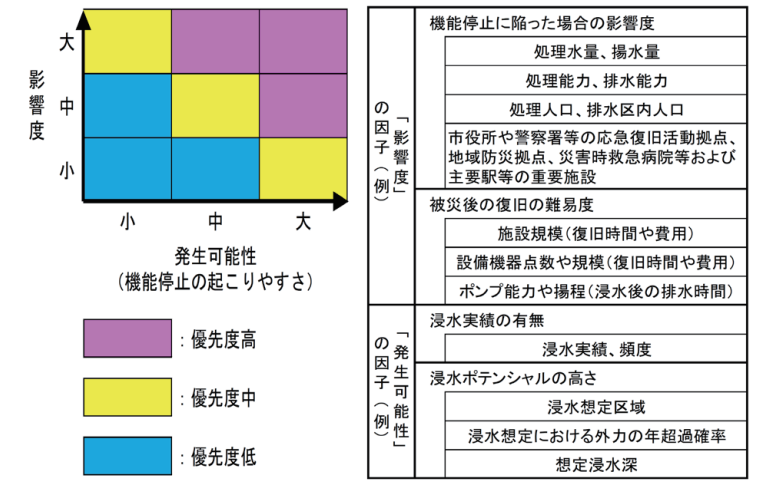 大
中
小
影響度
小
中
大
発生可能性
(機能停止の起こりやすさ)
：優先度高
：優先度中
：優先度低
「影響度」
の因子（例）
機能停止に陥った場合の影響度
処理水量、揚水量
処理能力、排水能力
処理人口、排水区内人口
市役所や警察署等の応急復旧活動拠点、
地域防災拠点、災害時救急病院等および
主要駅等の重要施設
被災後の復旧の難易度
施設規模(復旧時間や費用)
設備機器点数や規模(復旧時間や費用)
ポンプ能力や揚程(浸水後の排水時間)
「発生可能性」
の因子（例）
浸水実績の有無
浸水実績、頻度
浸水ポテンシャルの高さ
浸水想定区域
浸水想定における外力の年超過確率
想定浸水深